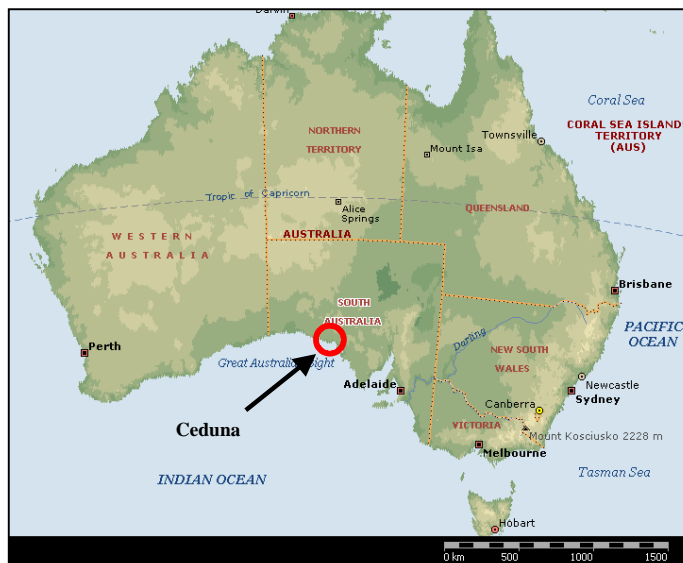 Darwin
Coral Sea
CORAL SEA ISLANDS
TERRITORY
(AUS)
NORTHERN
TERRITORY
Townsville
Mount Isa
Tropic of Capricorn
Alice
Springs
QUEENSLAND
WESTERN
AUSTRALIA
AUSTRALIA
SOUTH
AUSTRALIA
Brisbane
PACIFIC
OCEAN
Perth
Great Australian Bight
Darling
NEW SOUTH
WALES
Newcastle
Adelaide
Canberra
Sydney
Ceduna
VICTORIA
Mount Kosciusko 2228 m
Melbourne
INDIAN OCEAN
Tasman Sea
Hobart
0 km 500 1000 1500